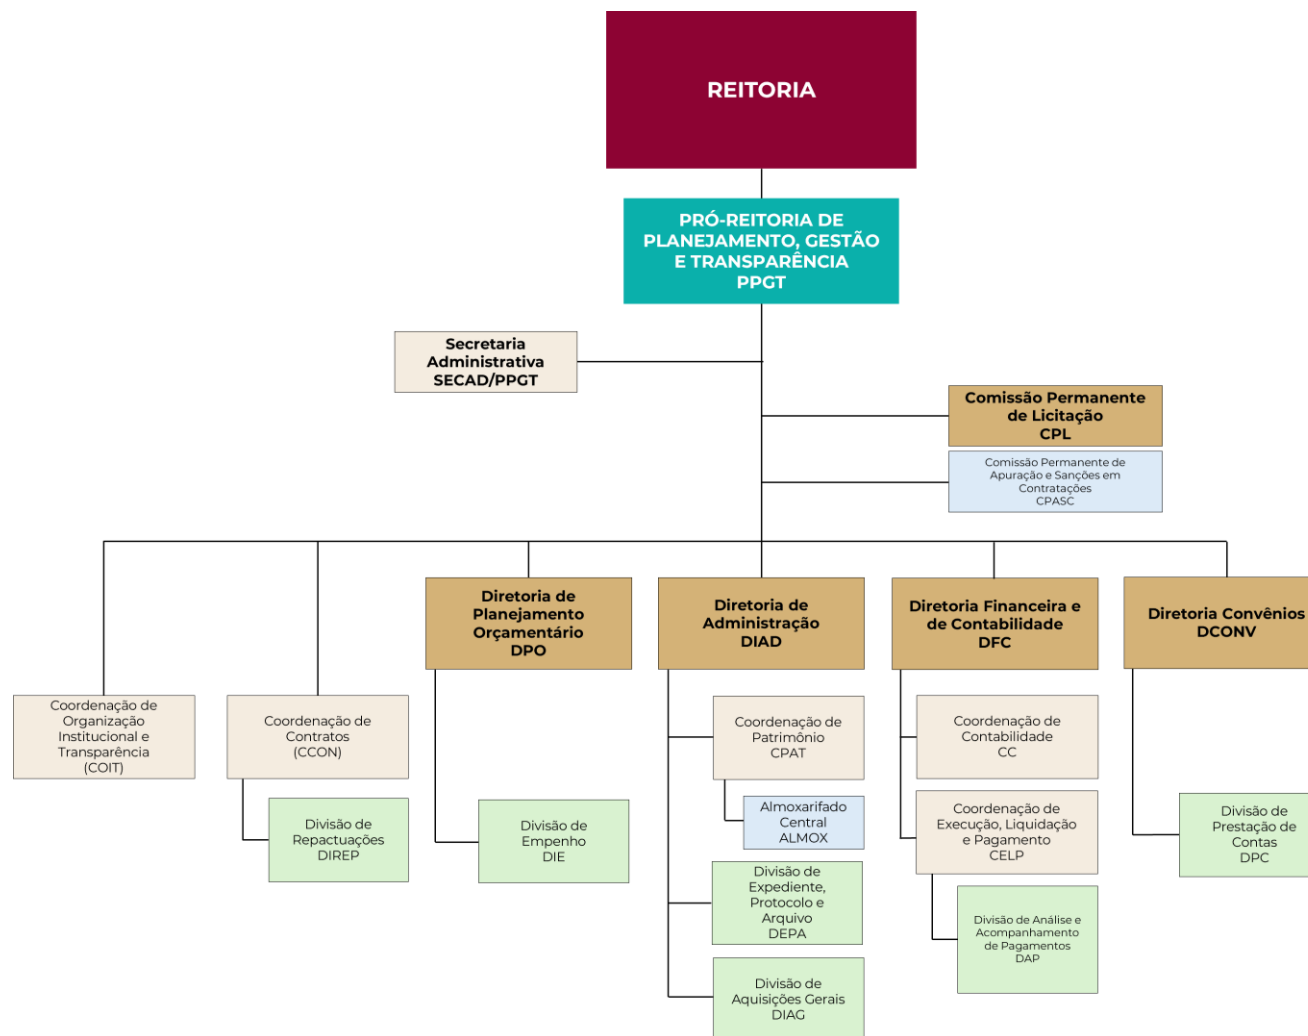 REITORIA
PRÓ-REITORIA DE
PLANEJAMENTO, GESTÃO
E TRANSPARÊNCIA
PPGT
Secretaria
Administrativa
SECAD/PPGT
Comissão Permanente
de Licitação
CPL
Comissão Permanente de
Apuração e Sanções em
Contratações
CPASC
Diretoria de
Planejamento
Orçamentário
DPO
Diretoria de
Administração
DIAD
Diretoria Financeira e
de Contabilidade
DFC
Diretoria Convênios
DCONV
Coordenação de
Organização
Institucional e
Transparência
(COIT)
Coordenação de
Contratos
(CCON)
Coordenação de
Patrimônio
CPAT
Coordenação de
Contabilidade
CC
Divisão de
Repactuações
DIREP
Divisão de
Empenho
DIE
Almoxarifado
Central
ALMOX
Coordenação de
Execução, Liquidação
e Pagamento
CELP
Divisão de
Prestação de
Contas
DPC
Divisão de
Expediente,
Protocolo e
Arquivo
DEPA
Divisão de Análise e
Acompanhamento
de Pagamentos
DAP
Divisão de
Aquisições Gerais
DIAG